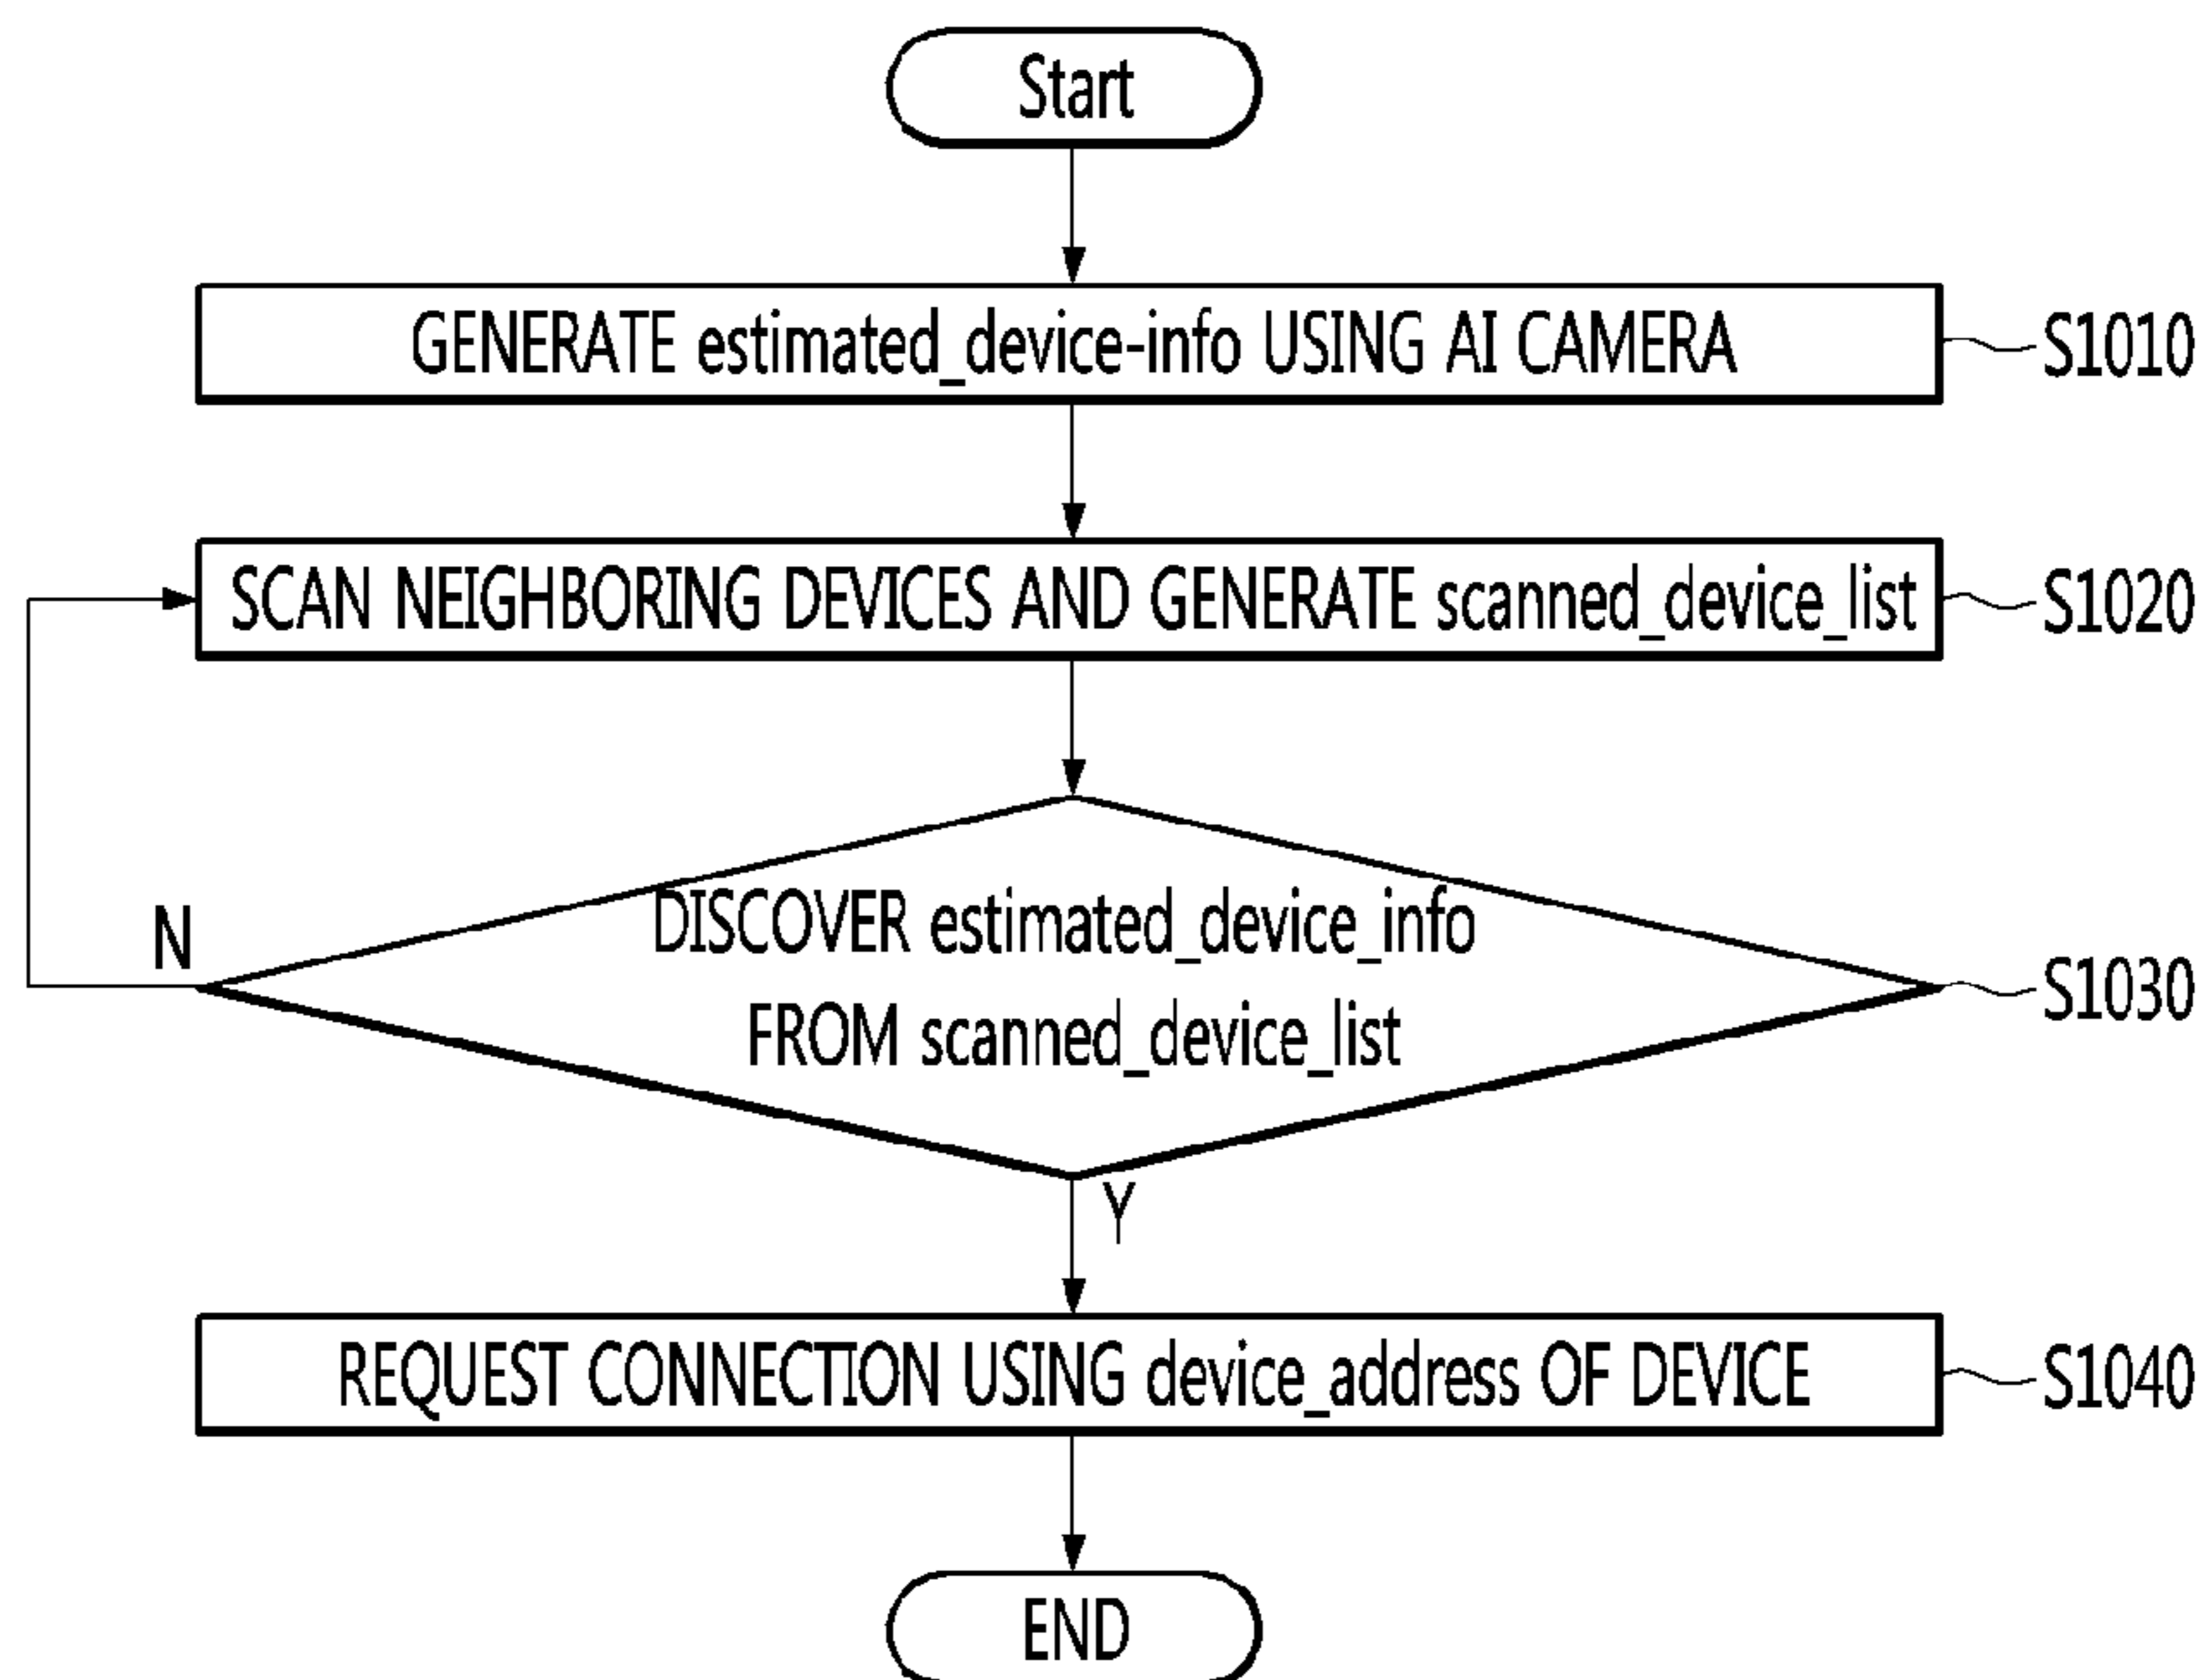 Start
GENERATE estimated_device-info USING AI CAMERA
S1010
SCAN NEIGHBORING DEVICES AND GENERATE scanned_device_list
S1020
DISCOVER estimated_device_info
FROM scanned_device_list
S1030
N
Y
REQUEST CONNECTION USING device_address OF DEVICE
S1040
END